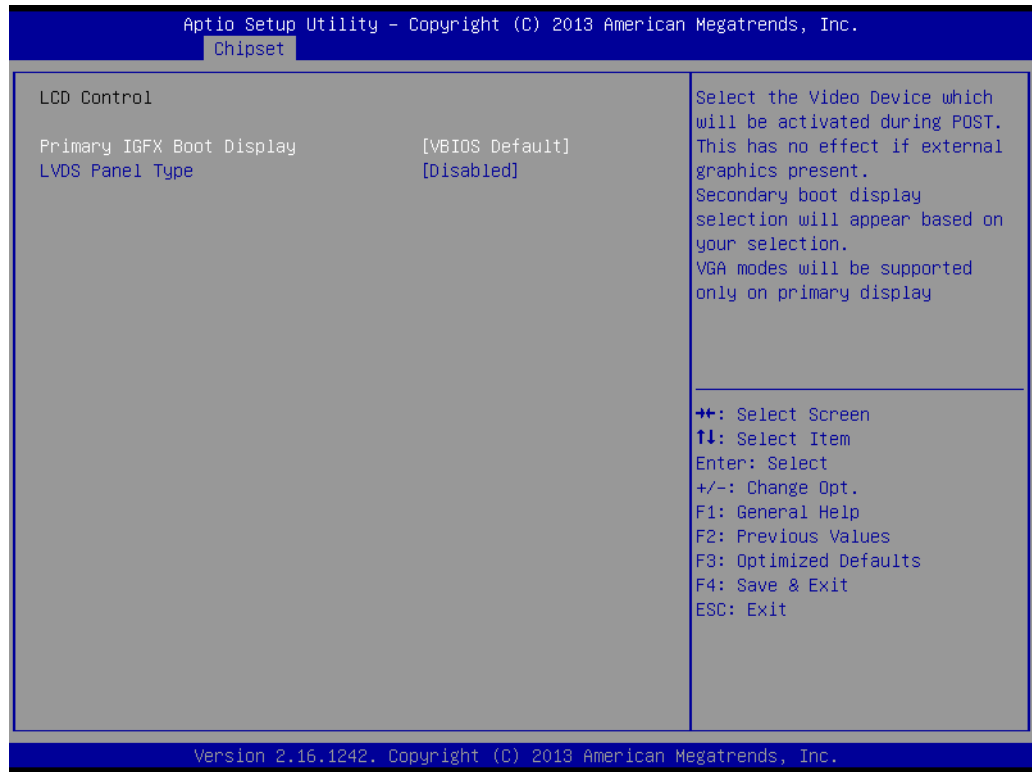 Aptio Setup Utility – Copyright (C) 2013 American Megatrends, Inc.
Chipset
LCD Control
Primary IGFX Boot Display [VBIOS Default]
LVDS Panel Type [Disabled]
Select the Video Device which
will be activated during POST.
This has no effect if external
graphics present.
Secondary boot display
selection will appear based on
your selection.
VGA modes will be supported
only on primary display
→←: Select Screen
↑↓: Select Item
Enter: Select
+/-: Change Opt.
F1: General Help
F2: Previous Values
F3: Optimized Defaults
F4: Save & Exit
ESC: Exit
Version 2.16.1242. Copyright (C) 2013 American Megatrends, Inc.